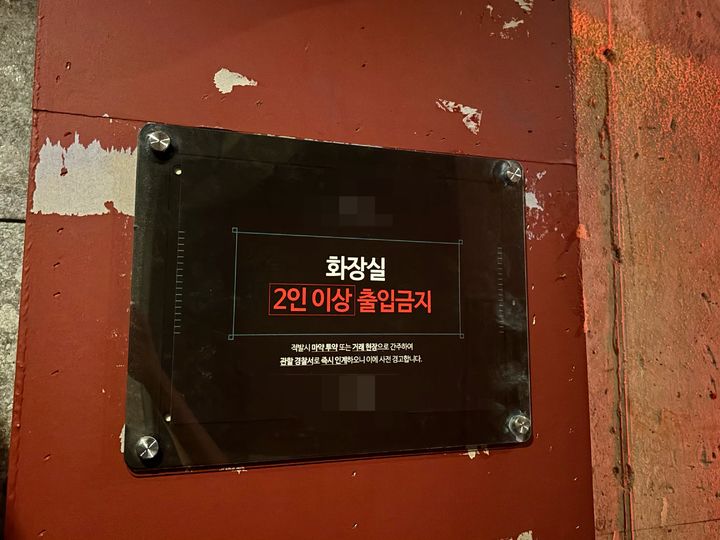 화장실
2인 이상 출입금지
적발시 마약 투약 또는 거래 현장으로 간주하여
관할 경찰서로 즉시 인계하오니 이에 사전 경고합니다.